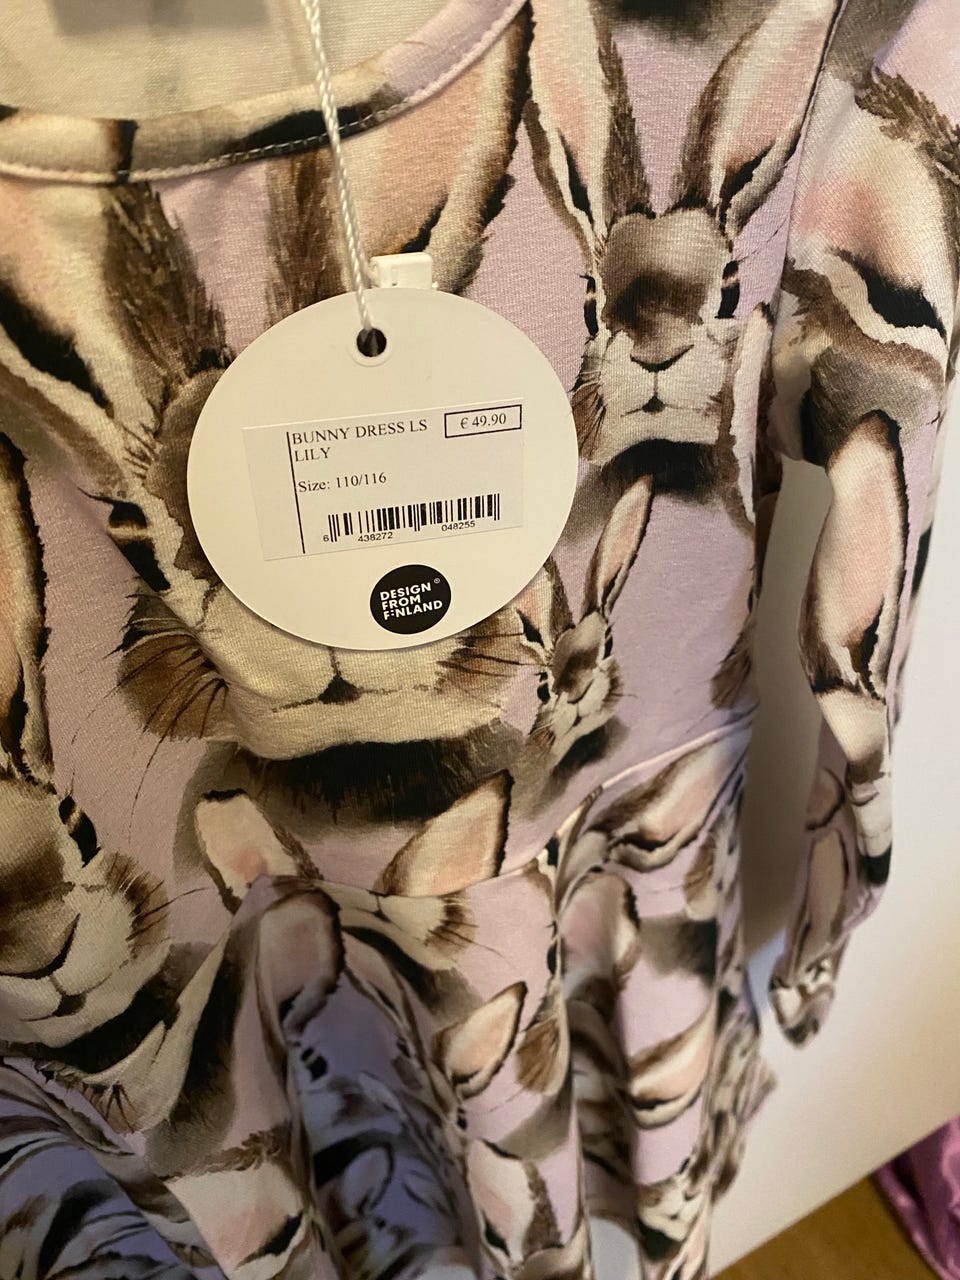 BUNNY DRESS LS
LILY
€ 49.90
Size: 110/116
6 438272 048255
DESIGN ®
FROM
FINLAND